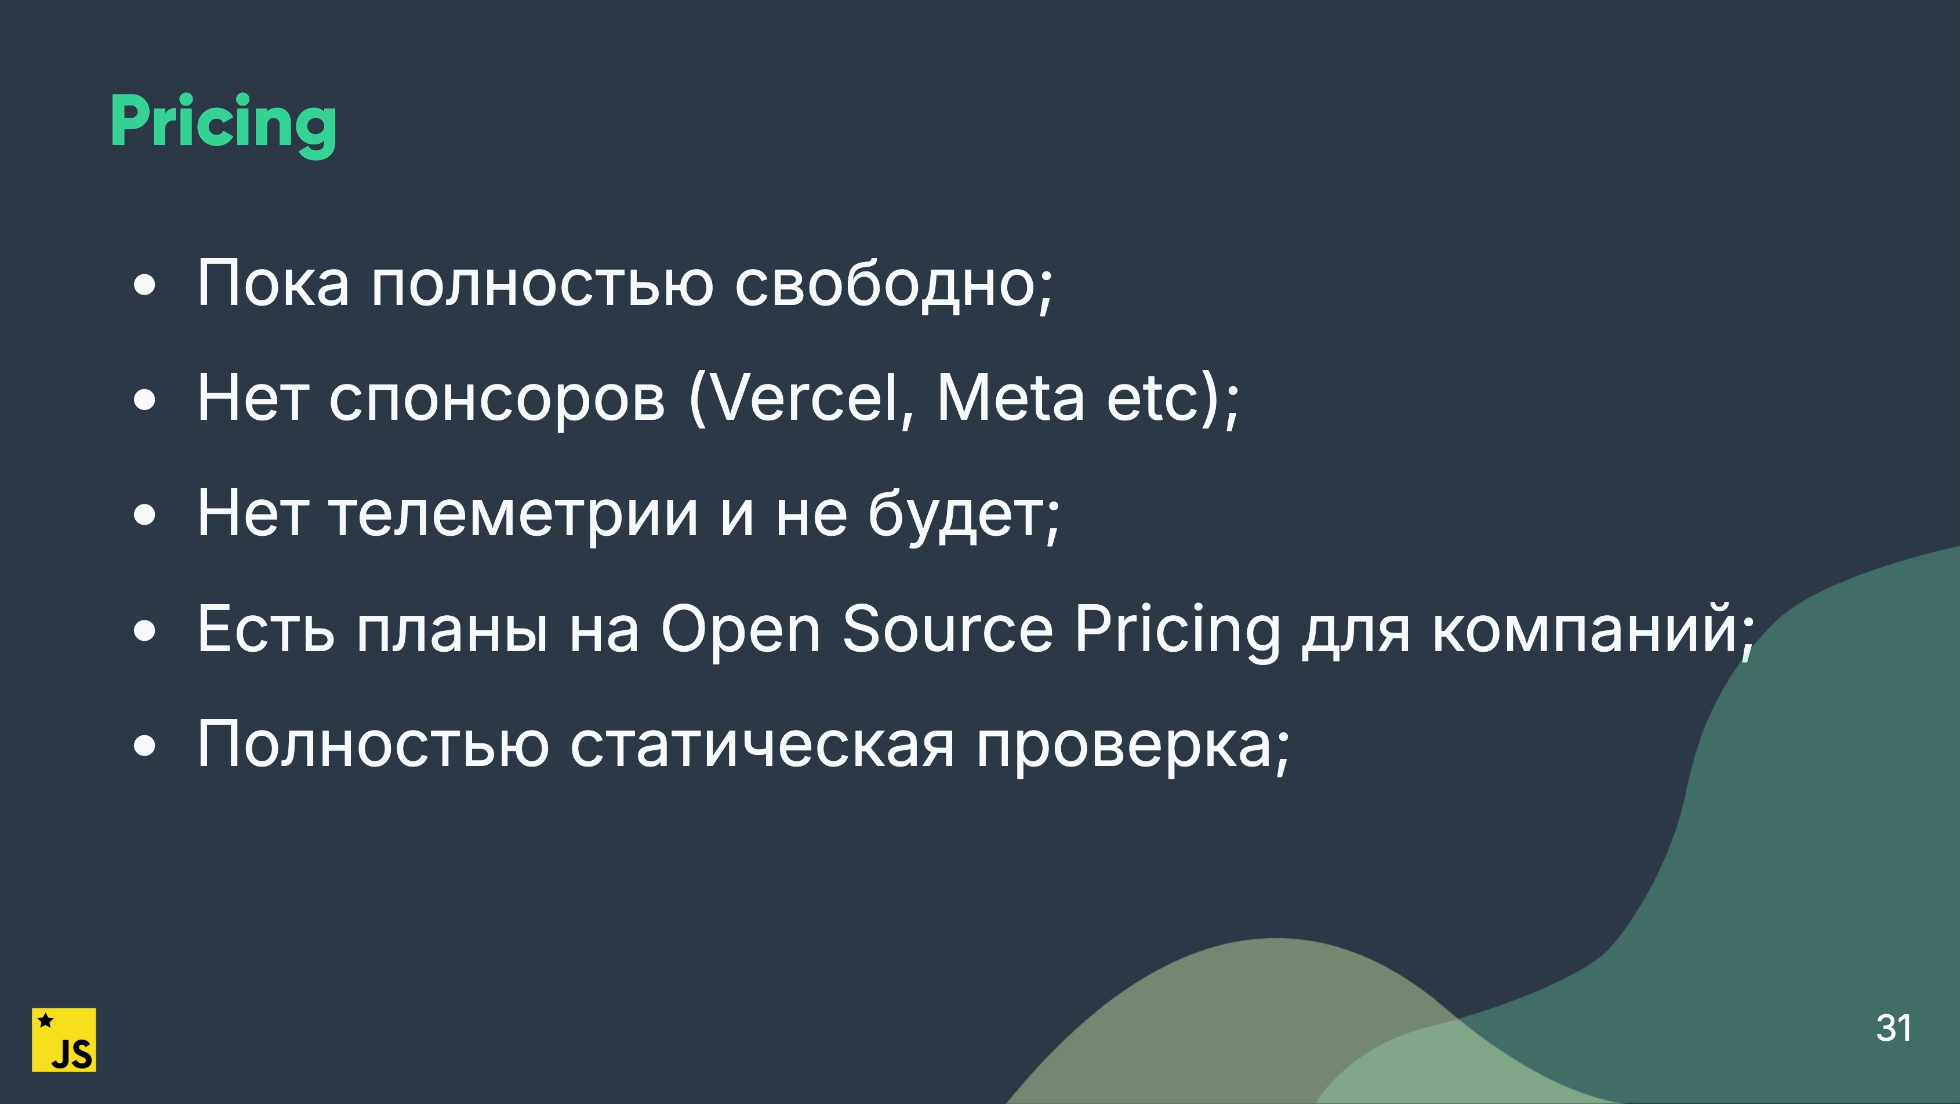 Pricing
• Пока полностью свободно;
• Нет спонсоров (Vercel, Meta etc);
• Нет телеметрии и не будет;
• Есть планы на Open Source Pricing для компаний;
• Полностью статическая проверка;
JS
31